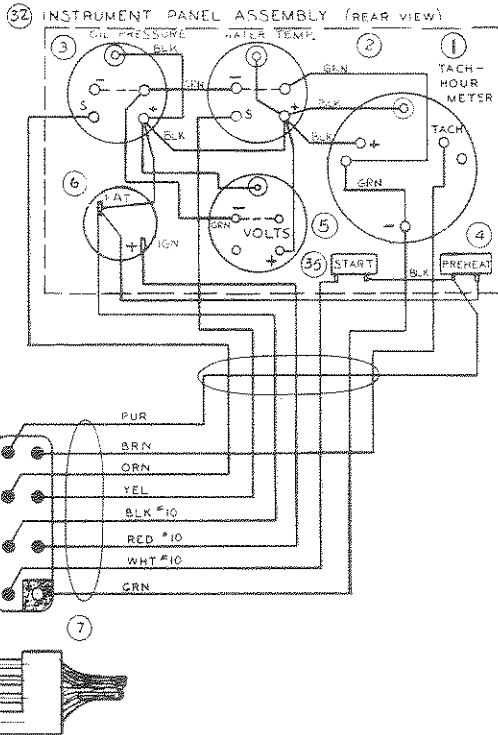 32 INSTRUMENT PANEL ASSEMBLY (REAR VIEW)
3 OIL PRESSURE WATER TEMP. 2 1
BLK
TACH-
HOUR
METER
GRN
GRN
- + - +
S S
BLK
BLK
BLK
TACH
+
6
BAT
GRN
GRN
-
VOLTS
+
5
-
4
+ IGN
35 START
BLK
PREHEAT
PUR
BRN
ORN
YEL
BLK #10
RED #10
WHT #10
GRN
7